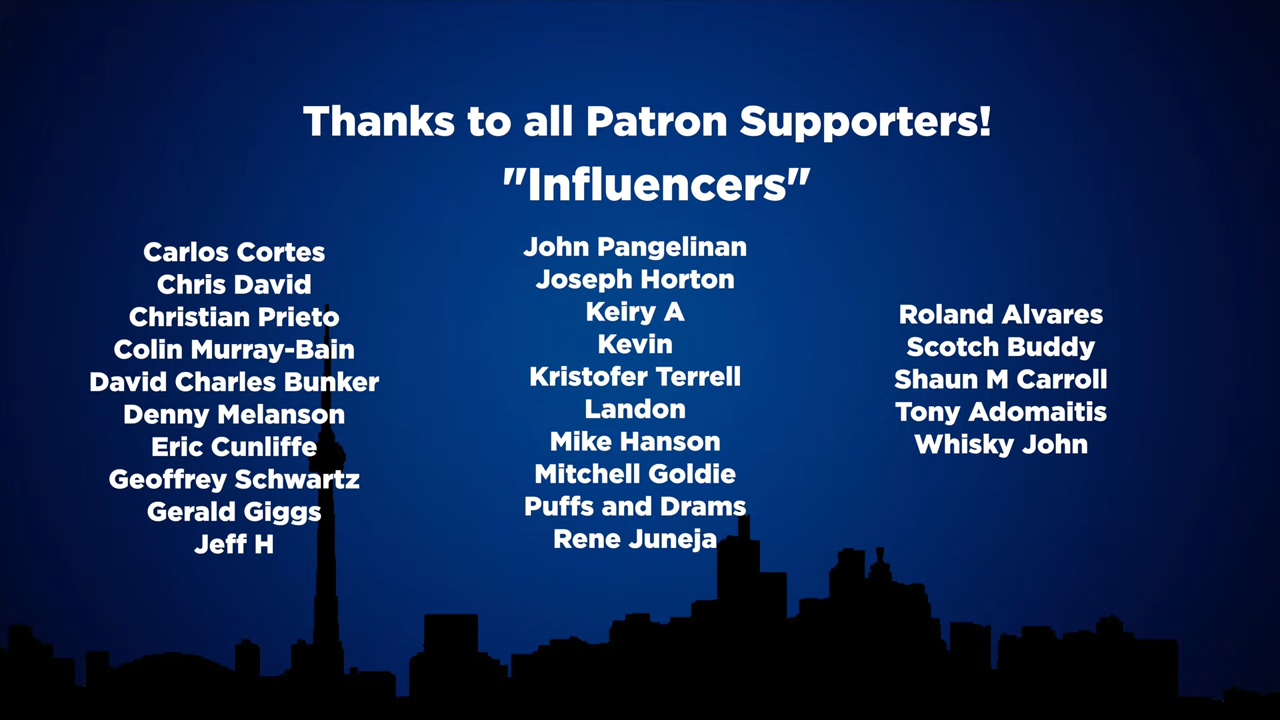 Thanks to all Patron Supporters!
"Influencers"
Carlos Cortes
Chris David
Christian Prieto
Colin Murray-Bain
David Charles Bunker
Denny Melanson
Eric Cunliffe
Geoffrey Schwartz
Gerald Giggs
Jeff H
John Pangelinan
Joseph Horton
Keiry A
Kevin
Kristofer Terrell
Landon
Mike Hanson
Mitchell Goldie
Puffs and Drams
Rene Juneja
Roland Alvares
Scotch Buddy
Shaun M Carroll
Tony Adomaitis
Whisky John